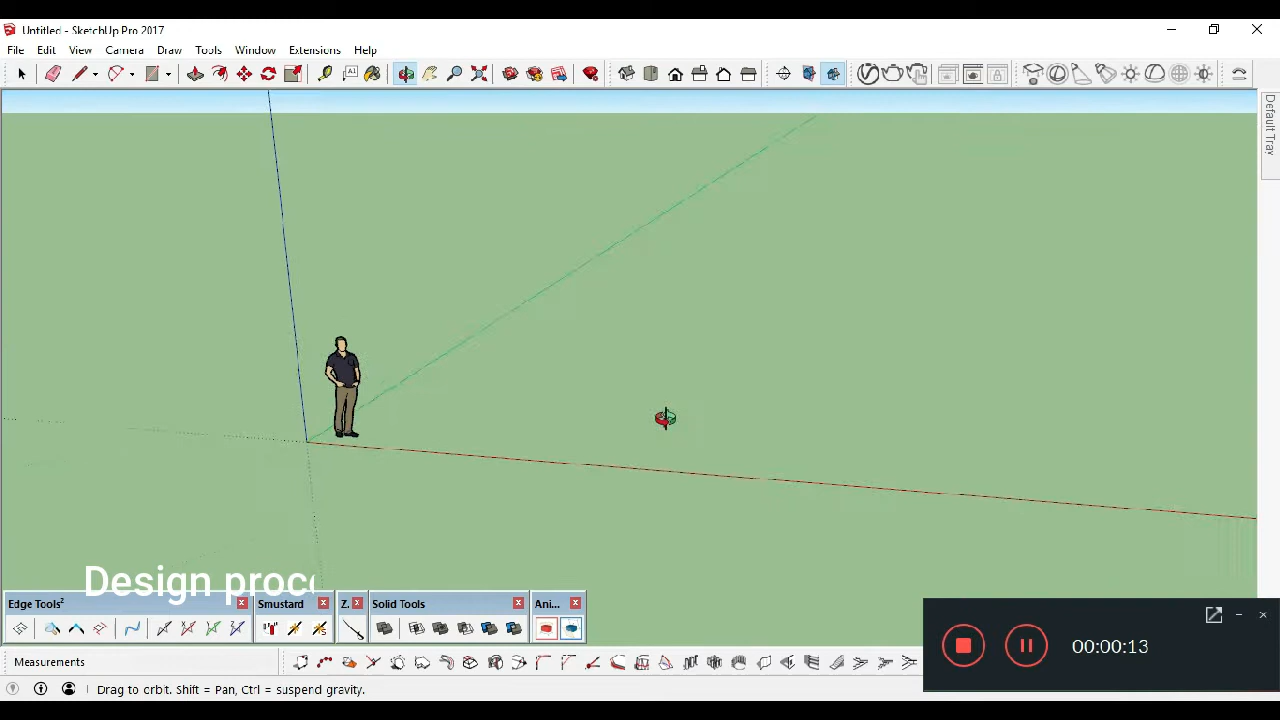 Untitled - SketchUp Pro 2017
File Edit View Camera Draw Tools Window Extensions Help
Default Tray
Design proc
Edge Tools² Smustard Z. Solid Tools Ani...
Measurements
00:00:13
Drag to orbit. Shift = Pan, Ctrl = suspend gravity.